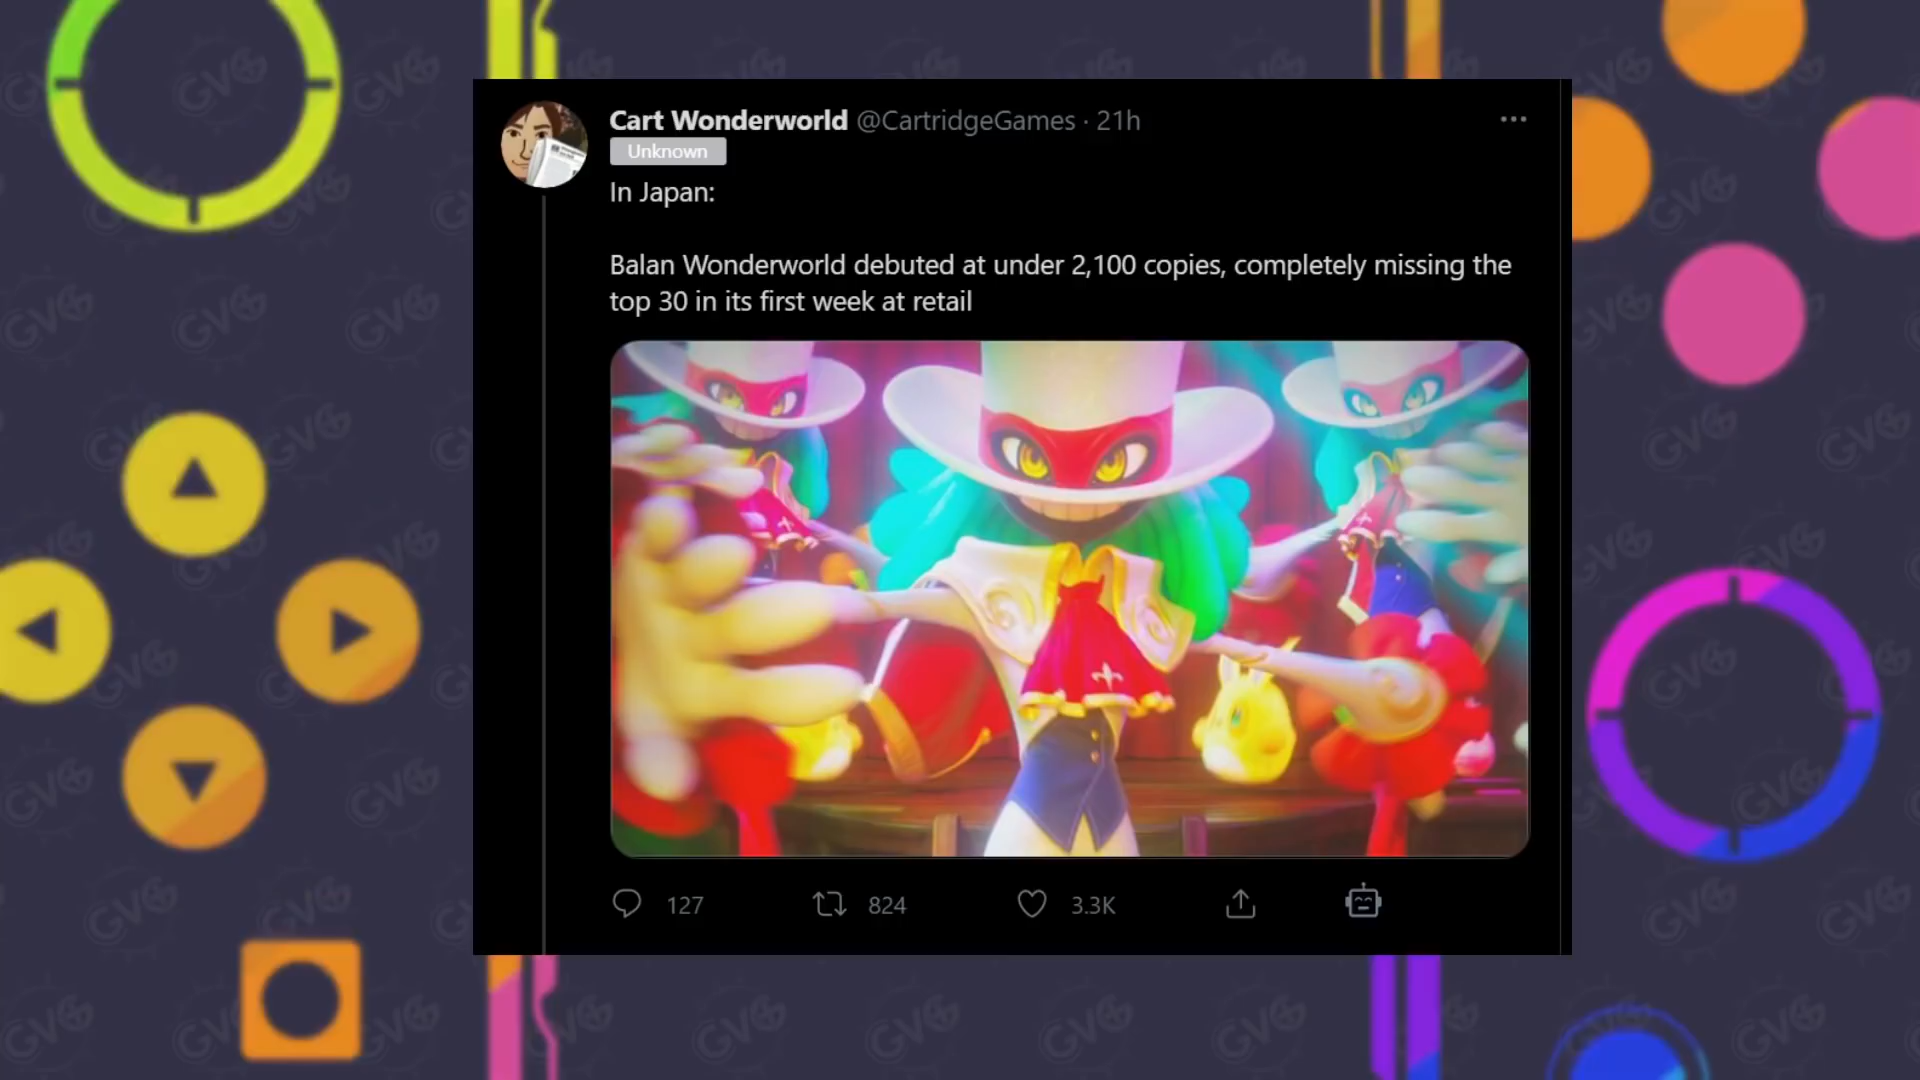 Cart Wonderworld @CartridgeGames · 21h
Unknown
In Japan:
Balan Wonderworld debuted at under 2,100 copies, completely missing the
top 30 in its first week at retail
127 824 3.3K